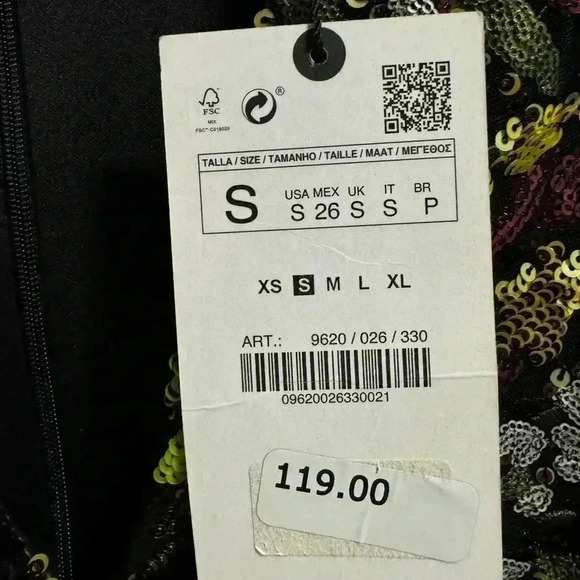 FSC
MIX
FSC™ C018020
®
TALLA / SIZE / TAMANHO / TAILLE / MAAT / ΜΕΓΕΘΟΣ
S
USA MEX UK IT BR
S 26 S S P
XS S M L XL
ART.: 9620 / 026 / 330
09620026330021
119.00